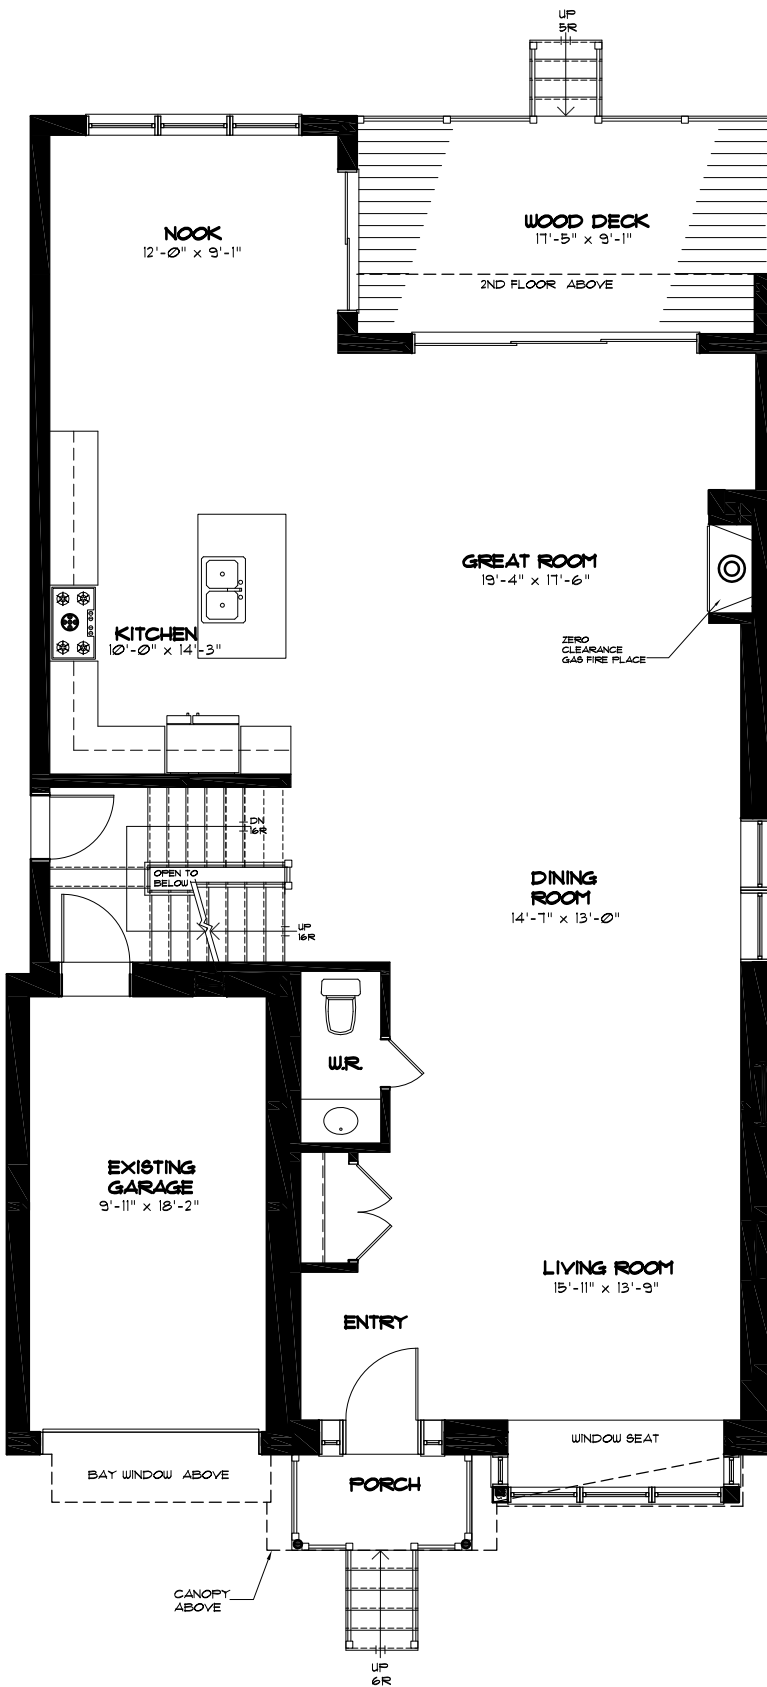 UP
5R
NOOK
12'-0" x 9'-1"
WOOD DECK
17'-5" x 9'-1"
2ND FLOOR ABOVE
GREAT ROOM
19'-4" x 17'-6"
KITCHEN
10'-0" x 14'-3"
ZERO
CLEARANCE
GAS FIRE PLACE
DN
16R
OPEN TO
BELOW
UP
16R
DINING
ROOM
14'-7" x 13'-0"
W.R.
EXISTING
GARAGE
9'-11" x 18'-2"
LIVING ROOM
15'-11" x 13'-9"
ENTRY
WINDOW SEAT
BAY WINDOW ABOVE
PORCH
CANOPY
ABOVE
UP
6R